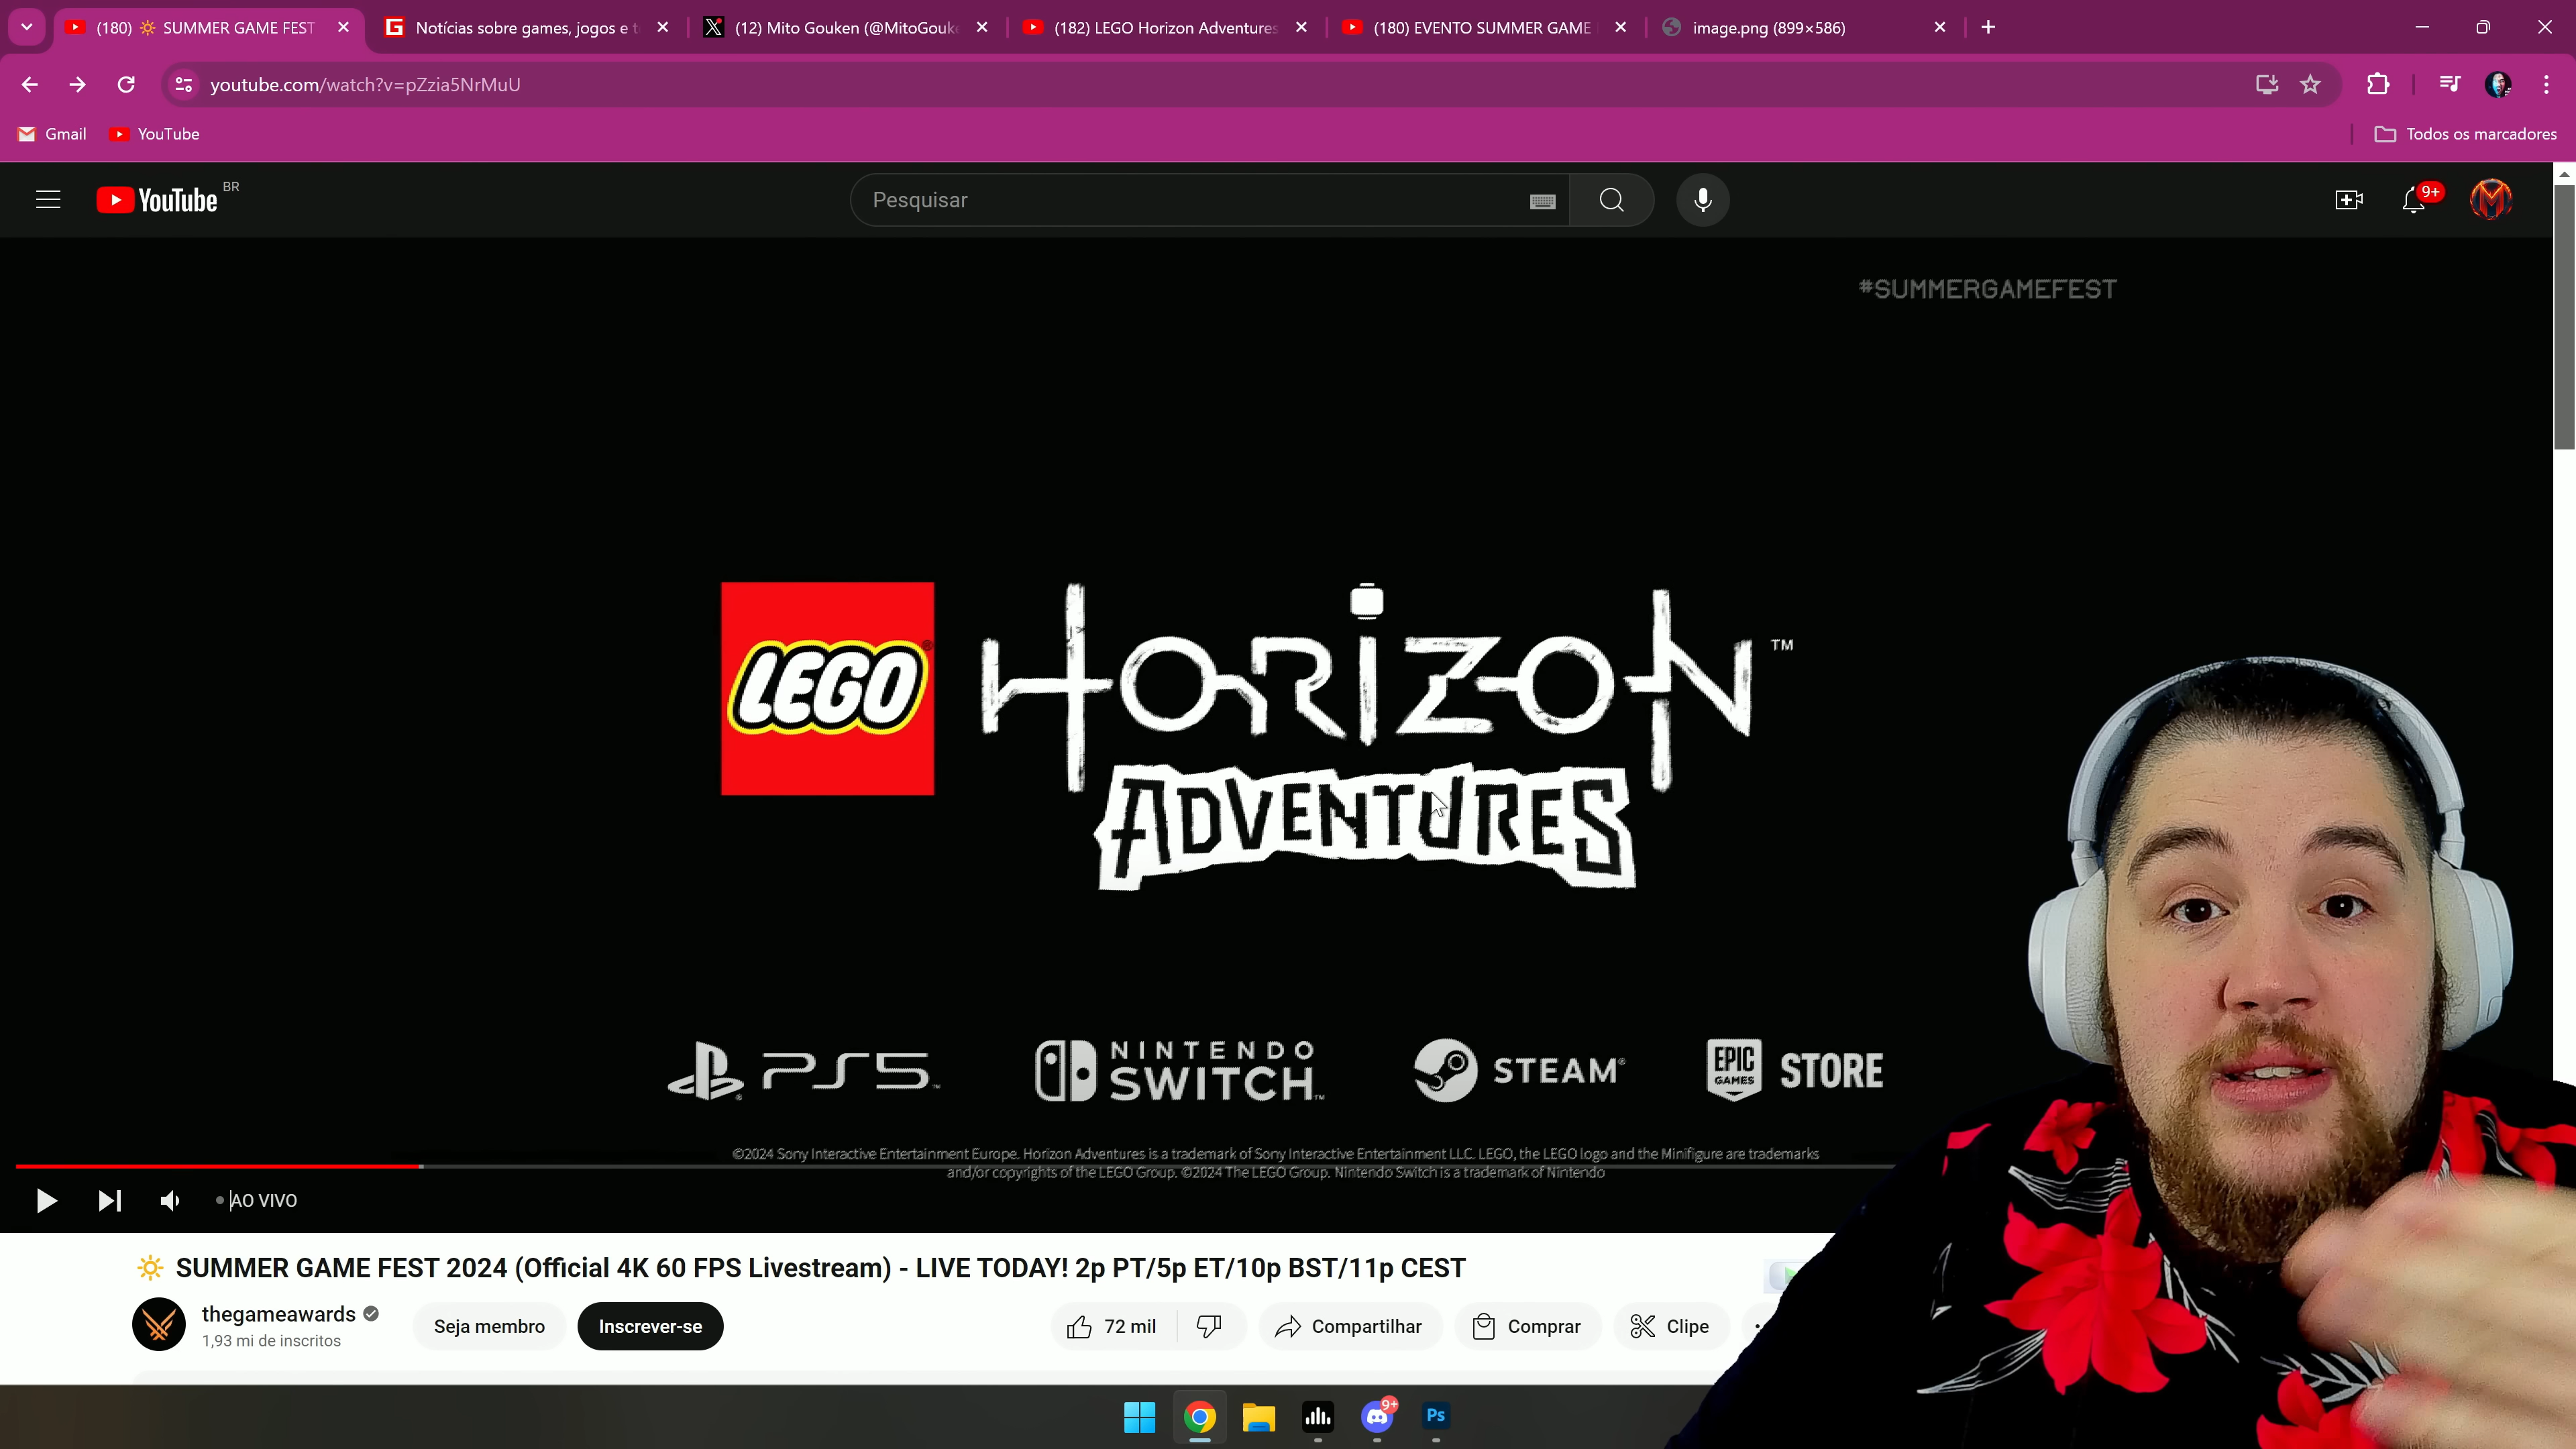 (180) ☀ SUMMER GAME FEST
Notícias sobre games, jogos e t
(12) Mito Gouken (@MitoGouke
(182) LEGO Horizon Adventures
(180) EVENTO SUMMER GAME
image.png (899×586)
youtube.com/watch?v=pZzia5NrMuU
Gmail
YouTube
Todos os marcadores
YouTube BR
Pesquisar
9+
#SUMMERGAMEFEST
LEGO®
HORIZON™
ADVENTURES
PS5™
NINTENDO
SWITCH™
STEAM®
EPIC
GAMES
STORE
©2024 Sony Interactive Entertainment Europe. Horizon Adventures is a trademark of Sony Interactive Entertainment LLC. LEGO, the LEGO logo and the Minifigure are trademarks
and/or copyrights of the LEGO Group. ©2024 The LEGO Group. Nintendo Switch is a trademark of Nintendo
AO VIVO
☀ SUMMER GAME FEST 2024 (Official 4K 60 FPS Livestream) - LIVE TODAY! 2p PT/5p ET/10p BST/11p CEST
thegameawards
1,93 mi de inscritos
Seja membro
Inscrever-se
72 mil
Compartilhar
Comprar
Clipe
9+
Ps